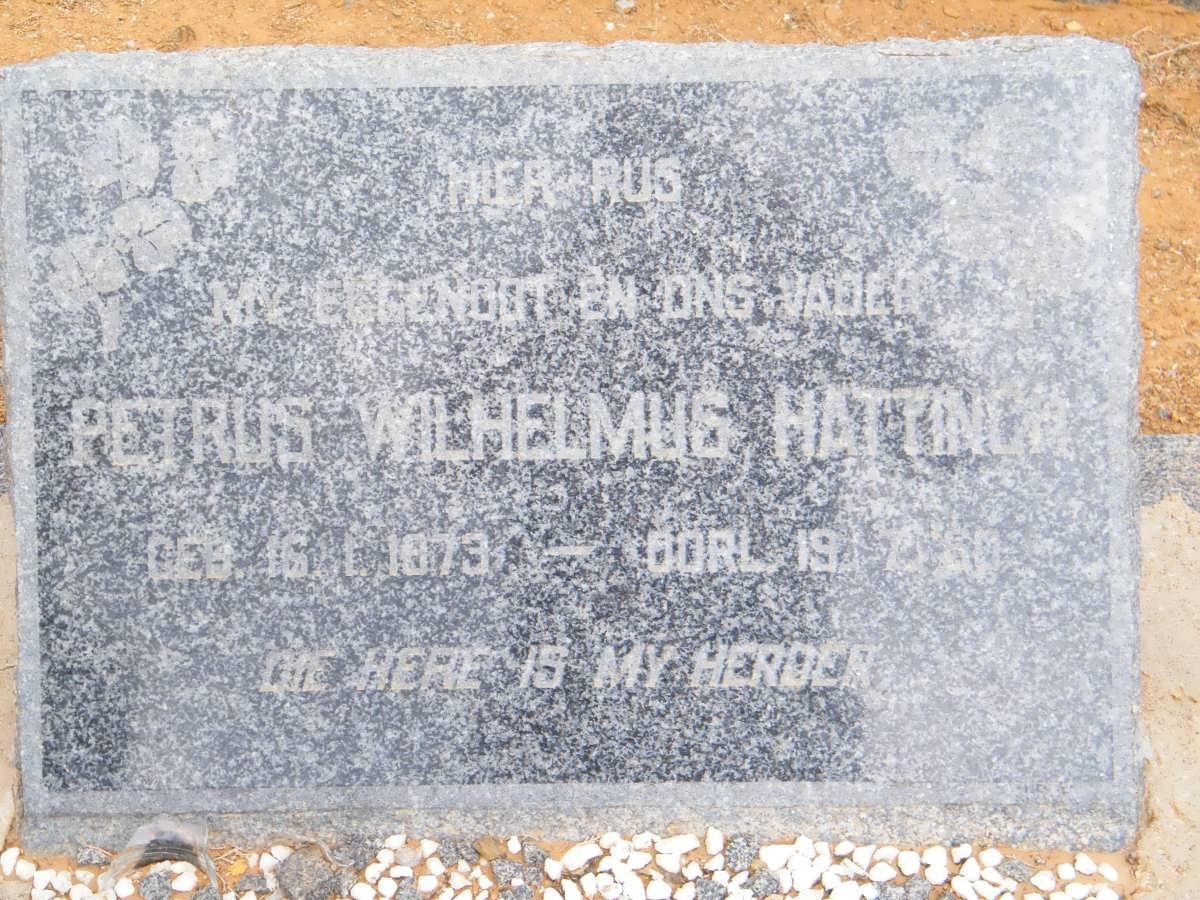 HIER RUS
MY EGGENOOT EN ONS VADER
PETRUS WILHELMUS HATTINGH
GEB. 16. 1. 1873 — OORL. 19.
DIE HERE IS MY HERDER